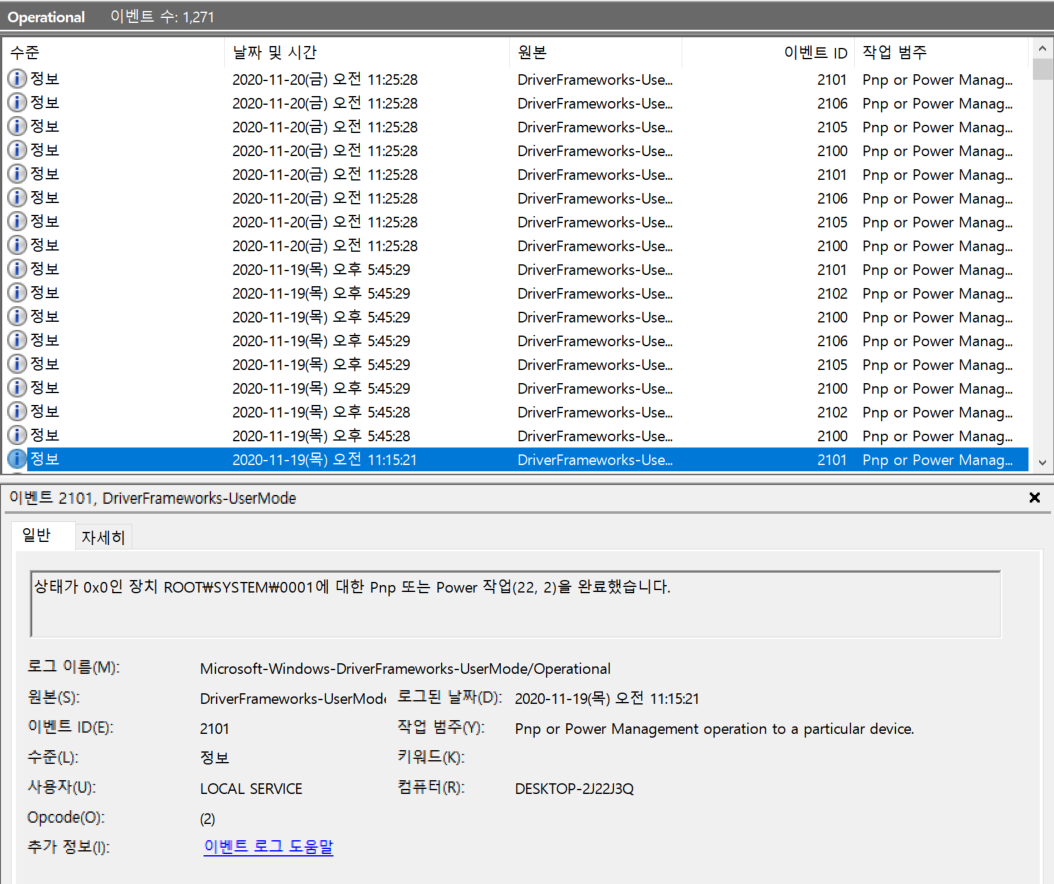 Operational 이벤트 수: 1,271
수준 날짜 및 시간 원본 이벤트 ID 작업 범주
정보 2020-11-20(금) 오전 11:25:28 DriverFrameworks-Use... 2101 Pnp or Power Manag...
정보 2020-11-20(금) 오전 11:25:28 DriverFrameworks-Use... 2106 Pnp or Power Manag...
정보 2020-11-20(금) 오전 11:25:28 DriverFrameworks-Use... 2105 Pnp or Power Manag...
정보 2020-11-20(금) 오전 11:25:28 DriverFrameworks-Use... 2100 Pnp or Power Manag...
정보 2020-11-20(금) 오전 11:25:28 DriverFrameworks-Use... 2101 Pnp or Power Manag...
정보 2020-11-20(금) 오전 11:25:28 DriverFrameworks-Use... 2106 Pnp or Power Manag...
정보 2020-11-20(금) 오전 11:25:28 DriverFrameworks-Use... 2105 Pnp or Power Manag...
정보 2020-11-20(금) 오전 11:25:28 DriverFrameworks-Use... 2100 Pnp or Power Manag...
정보 2020-11-19(목) 오후 5:45:29 DriverFrameworks-Use... 2101 Pnp or Power Manag...
정보 2020-11-19(목) 오후 5:45:29 DriverFrameworks-Use... 2102 Pnp or Power Manag...
정보 2020-11-19(목) 오후 5:45:29 DriverFrameworks-Use... 2100 Pnp or Power Manag...
정보 2020-11-19(목) 오후 5:45:29 DriverFrameworks-Use... 2106 Pnp or Power Manag...
정보 2020-11-19(목) 오후 5:45:29 DriverFrameworks-Use... 2105 Pnp or Power Manag...
정보 2020-11-19(목) 오후 5:45:29 DriverFrameworks-Use... 2100 Pnp or Power Manag...
정보 2020-11-19(목) 오후 5:45:28 DriverFrameworks-Use... 2102 Pnp or Power Manag...
정보 2020-11-19(목) 오후 5:45:28 DriverFrameworks-Use... 2100 Pnp or Power Manag...
정보 2020-11-19(목) 오전 11:15:21 DriverFrameworks-Use... 2101 Pnp or Power Manag...
이벤트 2101, DriverFrameworks-UserMode
일반 자세히
상태가 0x0인 장치 ROOT₩SYSTEM₩0001에 대한 Pnp 또는 Power 작업(22, 2)을 완료했습니다.
로그 이름(M): Microsoft-Windows-DriverFrameworks-UserMode/Operational
원본(S): DriverFrameworks-UserMode 로그된 날짜(D): 2020-11-19(목) 오전 11:15:21
이벤트 ID(E): 2101 작업 범주(Y): Pnp or Power Management operation to a particular device.
수준(L): 정보 키워드(K):
사용자(U): LOCAL SERVICE 컴퓨터(R): DESKTOP-2J22J3Q
Opcode(O): (2)
추가 정보(I): 이벤트 로그 도움말